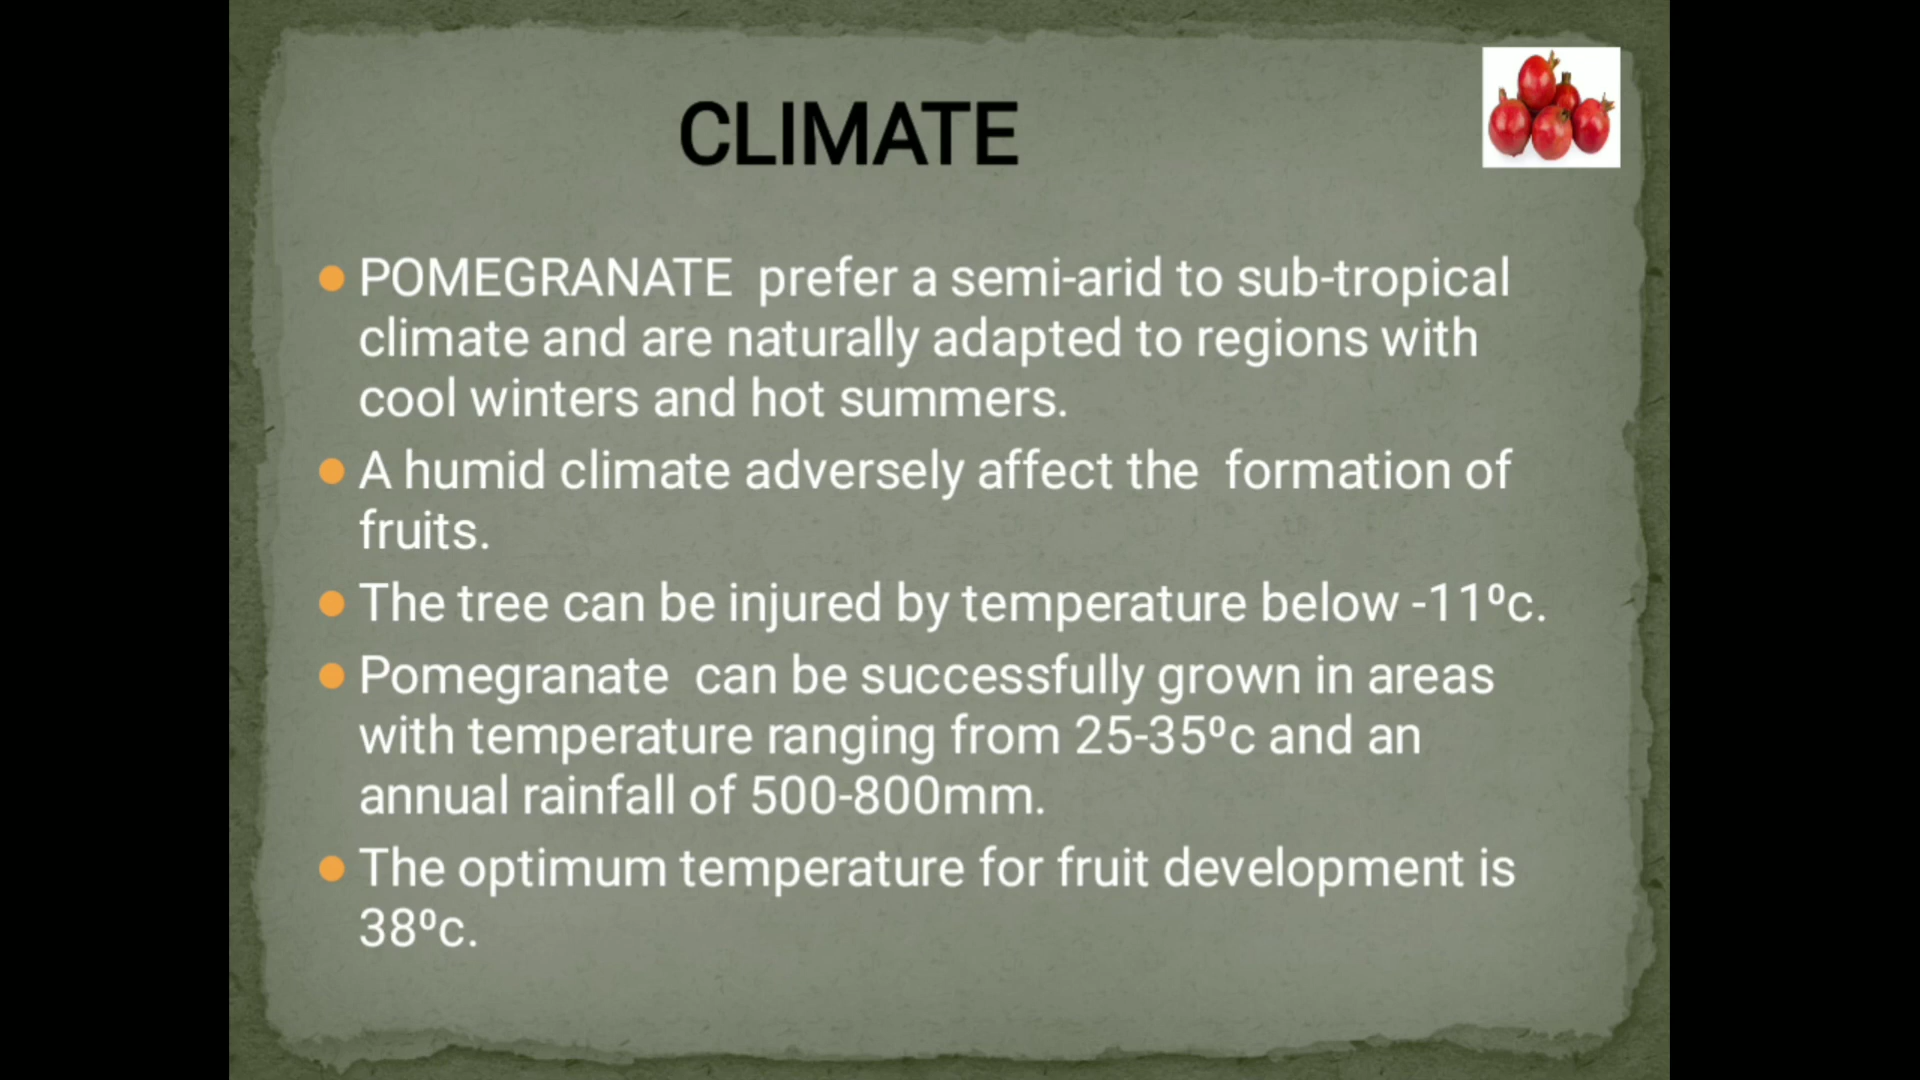 CLIMATE
POMEGRANATE  prefer a semi-arid to sub-tropical
climate and are naturally adapted to regions with
cool winters and hot summers.
A humid climate adversely affect the  formation of
fruits.
The tree can be injured by temperature below -11⁰c.
Pomegranate  can be successfully grown in areas
with temperature ranging from 25-35⁰c and an
annual rainfall of 500-800mm.
The optimum temperature for fruit development is
38⁰c.